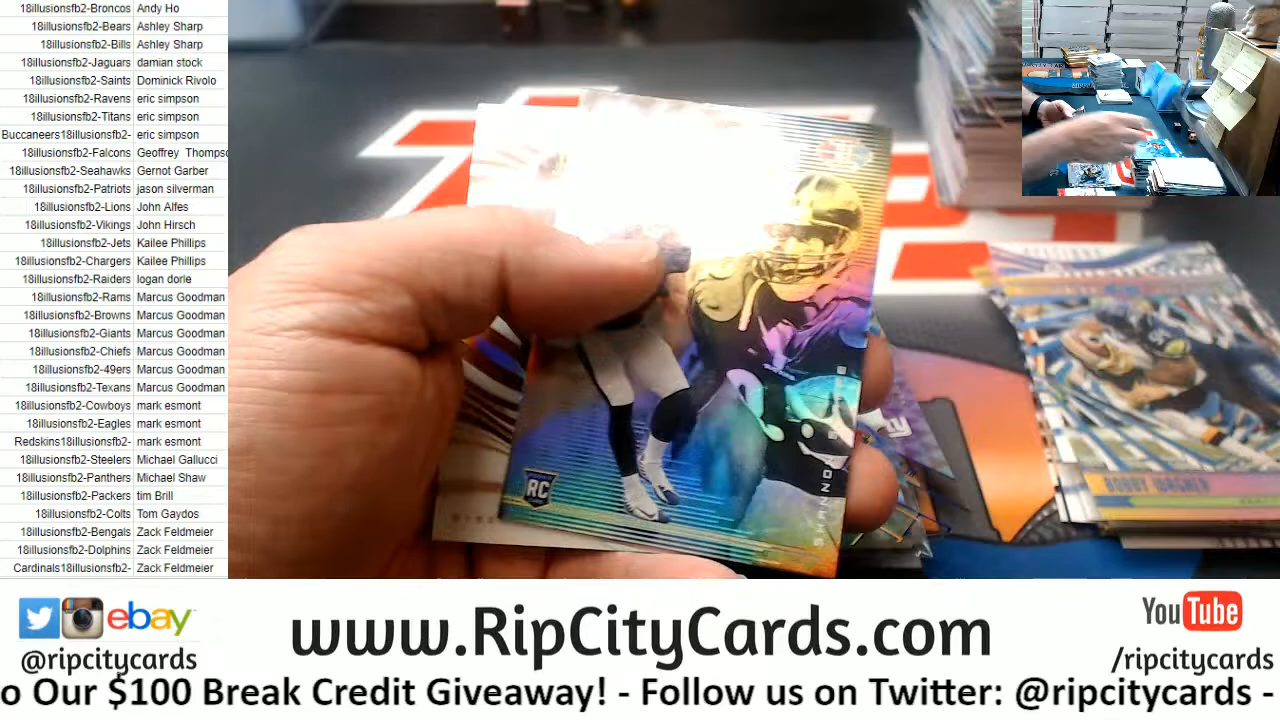 18illusionsfb2-Broncos Andy Ho
18illusionsfb2-Bears Ashley Sharp
18illusionsfb2-Bills Ashley Sharp
18illusionsfb2-Jaguars damian stock
18illusionsfb2-Saints Dominick Rivolo
18illusionsfb2-Ravens eric simpson
18illusionsfb2-Titans eric simpson
Buccaneers18illusionsfb2- eric simpson
18illusionsfb2-Falcons Geoffrey Thompso
18illusionsfb2-Seahawks Gernot Garber
18illusionsfb2-Patriots jason silverman
18illusionsfb2-Lions John Alfes
18illusionsfb2-Vikings John Hirsch
18illusionsfb2-Jets Kailee Phillips
18illusionsfb2-Chargers Kailee Phillips
18illusionsfb2-Raiders logan dorle
18illusionsfb2-Rams Marcus Goodman
18illusionsfb2-Browns Marcus Goodman
18illusionsfb2-Giants Marcus Goodman
18illusionsfb2-Chiefs Marcus Goodman
18illusionsfb2-49ers Marcus Goodman
18illusionsfb2-Texans Marcus Goodman
18illusionsfb2-Cowboys mark esmont
18illusionsfb2-Eagles mark esmont
Redskins18illusionsfb2- mark esmont
18illusionsfb2-Steelers Michael Gallucci
18illusionsfb2-Panthers Michael Shaw
18illusionsfb2-Packers tim Brill
18illusionsfb2-Colts Tom Gaydos
18illusionsfb2-Bengals Zack Feldmeier
18illusionsfb2-Dolphins Zack Feldmeier
Cardinals18illusionsfb2- Zack Feldmeier
RC
BOBBY WAGNER
ebay
@ripcitycards
www.RipCityCards.com
YouTube
/ripcitycards
o Our $100 Break Credit Giveaway! - Follow us on Twitter: @ripcitycards -